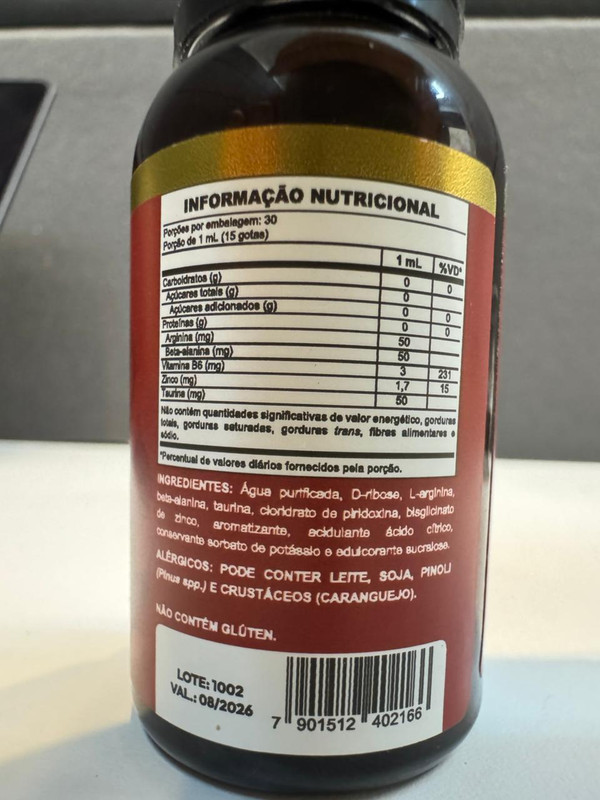 INFORMAÇÃO NUTRICIONAL
Porções por embalagem: 30
Porção de 1 mL (15 gotas)
1 mL %VD*
Carboidratos (g) 0 0
Açúcares totais (g) 0
Açúcares adicionados (g) 0 0
Proteínas (g) 0 0
Arginina (mg) 50
Beta-alanina (mg) 50
Vitamina B6 (mg) 3 231
Zinco (mg) 1,7 15
Taurina (mg) 50
Não contém quantidades significativas de valor energético, gorduras
totais, gorduras saturadas, gorduras trans, fibras alimentares e
sódio.
*Percentual de valores diários fornecidos pela porção.
INGREDIENTES: Água purificada, D-ribose, L-arginina,
beta-alanina, taurina, cloridrato de piridoxina, bisglicinato
de zinco, aromatizante, acidulante ácido cítrico,
conservante sorbato de potássio e edulcorante sucralose.
ALÉRGICOS: PODE CONTER LEITE, SOJA, PINOLI
(Pinus spp.) E CRUSTÁCEOS (CARANGUEJO).
NÃO CONTÉM GLÚTEN.
LOTE: 1002
VAL.: 08/2026
7 901512 402166